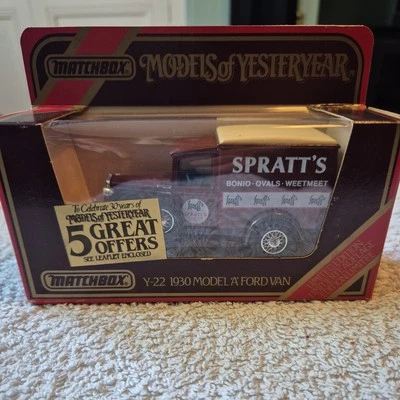 MATCHBOX
MODELS of YESTERYEAR
SPRATT'S
BONIO · OVALS · WEETMEET
To Celebrate 30 years of
MODELS of YESTERYEAR
5 GREAT
OFFERS
SEE LEAFLET ENCLOSED
MATCHBOX
Y-22 1930 MODEL 'A' FORD VAN